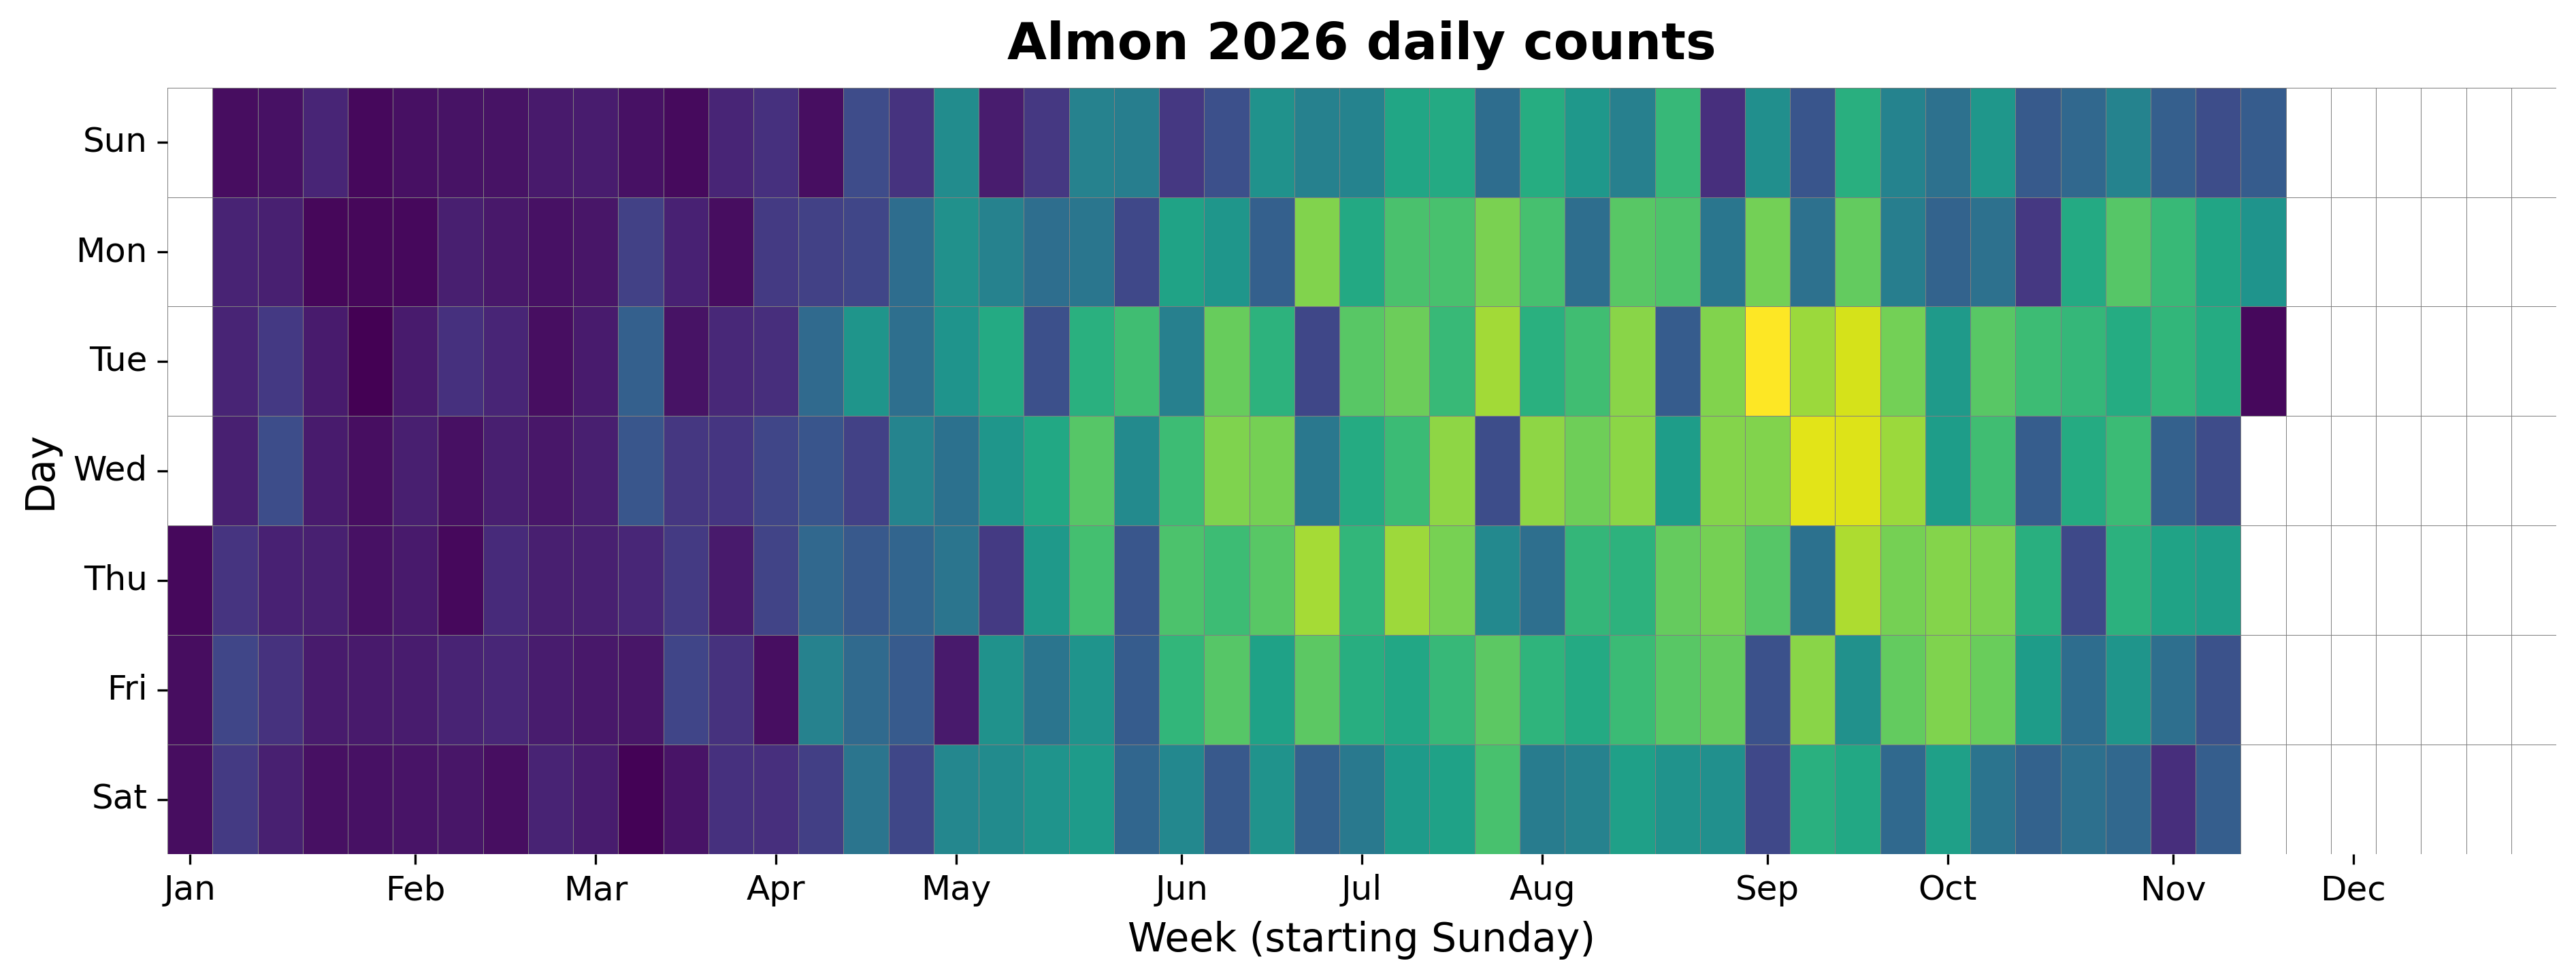 Almon 2026 daily counts
Day
Sun
Mon
Tue
Wed
Thu
Fri
Sat
Jan Feb Mar Apr May Jun Jul Aug Sep Oct Nov Dec
Week (starting Sunday)